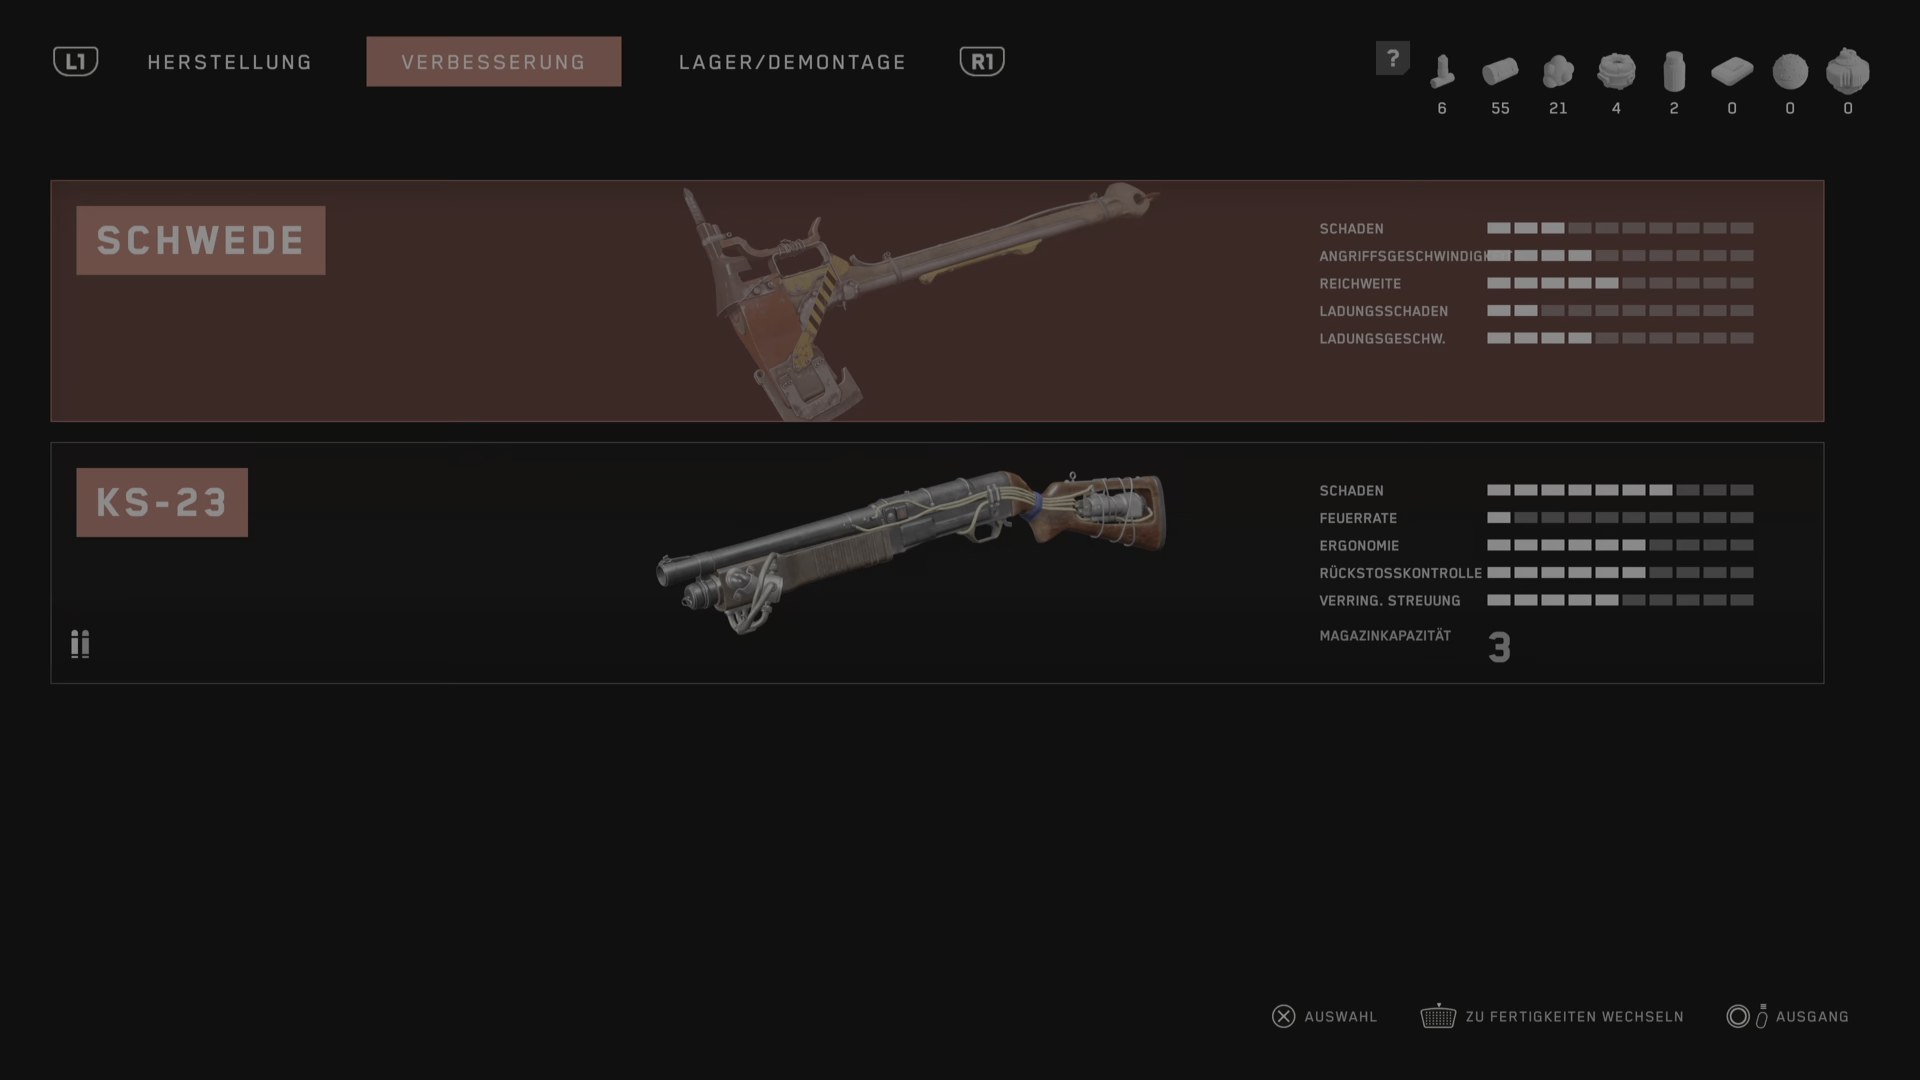 L1 HERSTELLUNG VERBESSERUNG LAGER/DEMONTAGE R1 ?
6 55 21 4 2 0 0 0
SCHWEDE
SCHADEN
ANGRIFFSGESCHWINDIGK
REICHWEITE
LADUNGSSCHADEN
LADUNGSGESCHW.
KS-23
SCHADEN
FEUERRATE
ERGONOMIE
RÜCKSTOSSKONTROLLE
VERRING. STREUUNG
MAGAZINKAPAZITÄT 3
AUSWAHL ZU FERTIGKEITEN WECHSELN AUSGANG